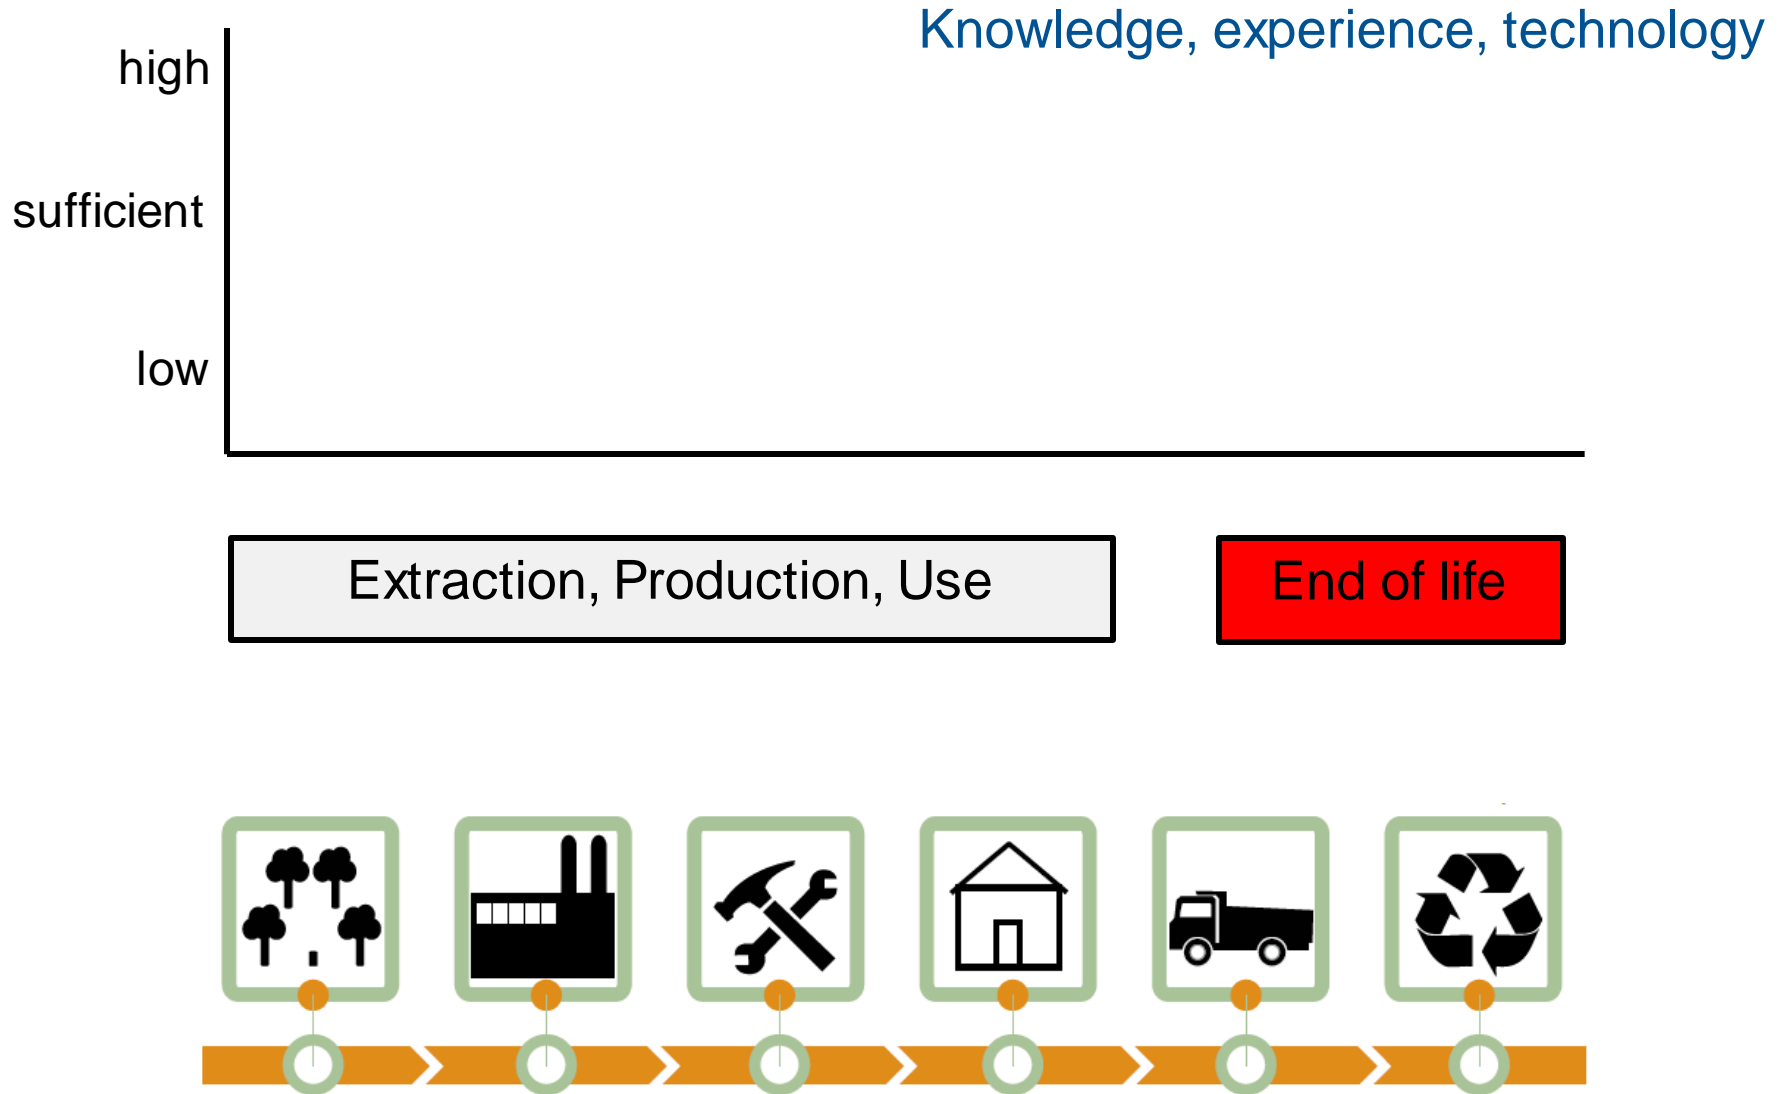 Knowledge, experience, technology
high
sufficient
low
Extraction, Production, Use
End of life